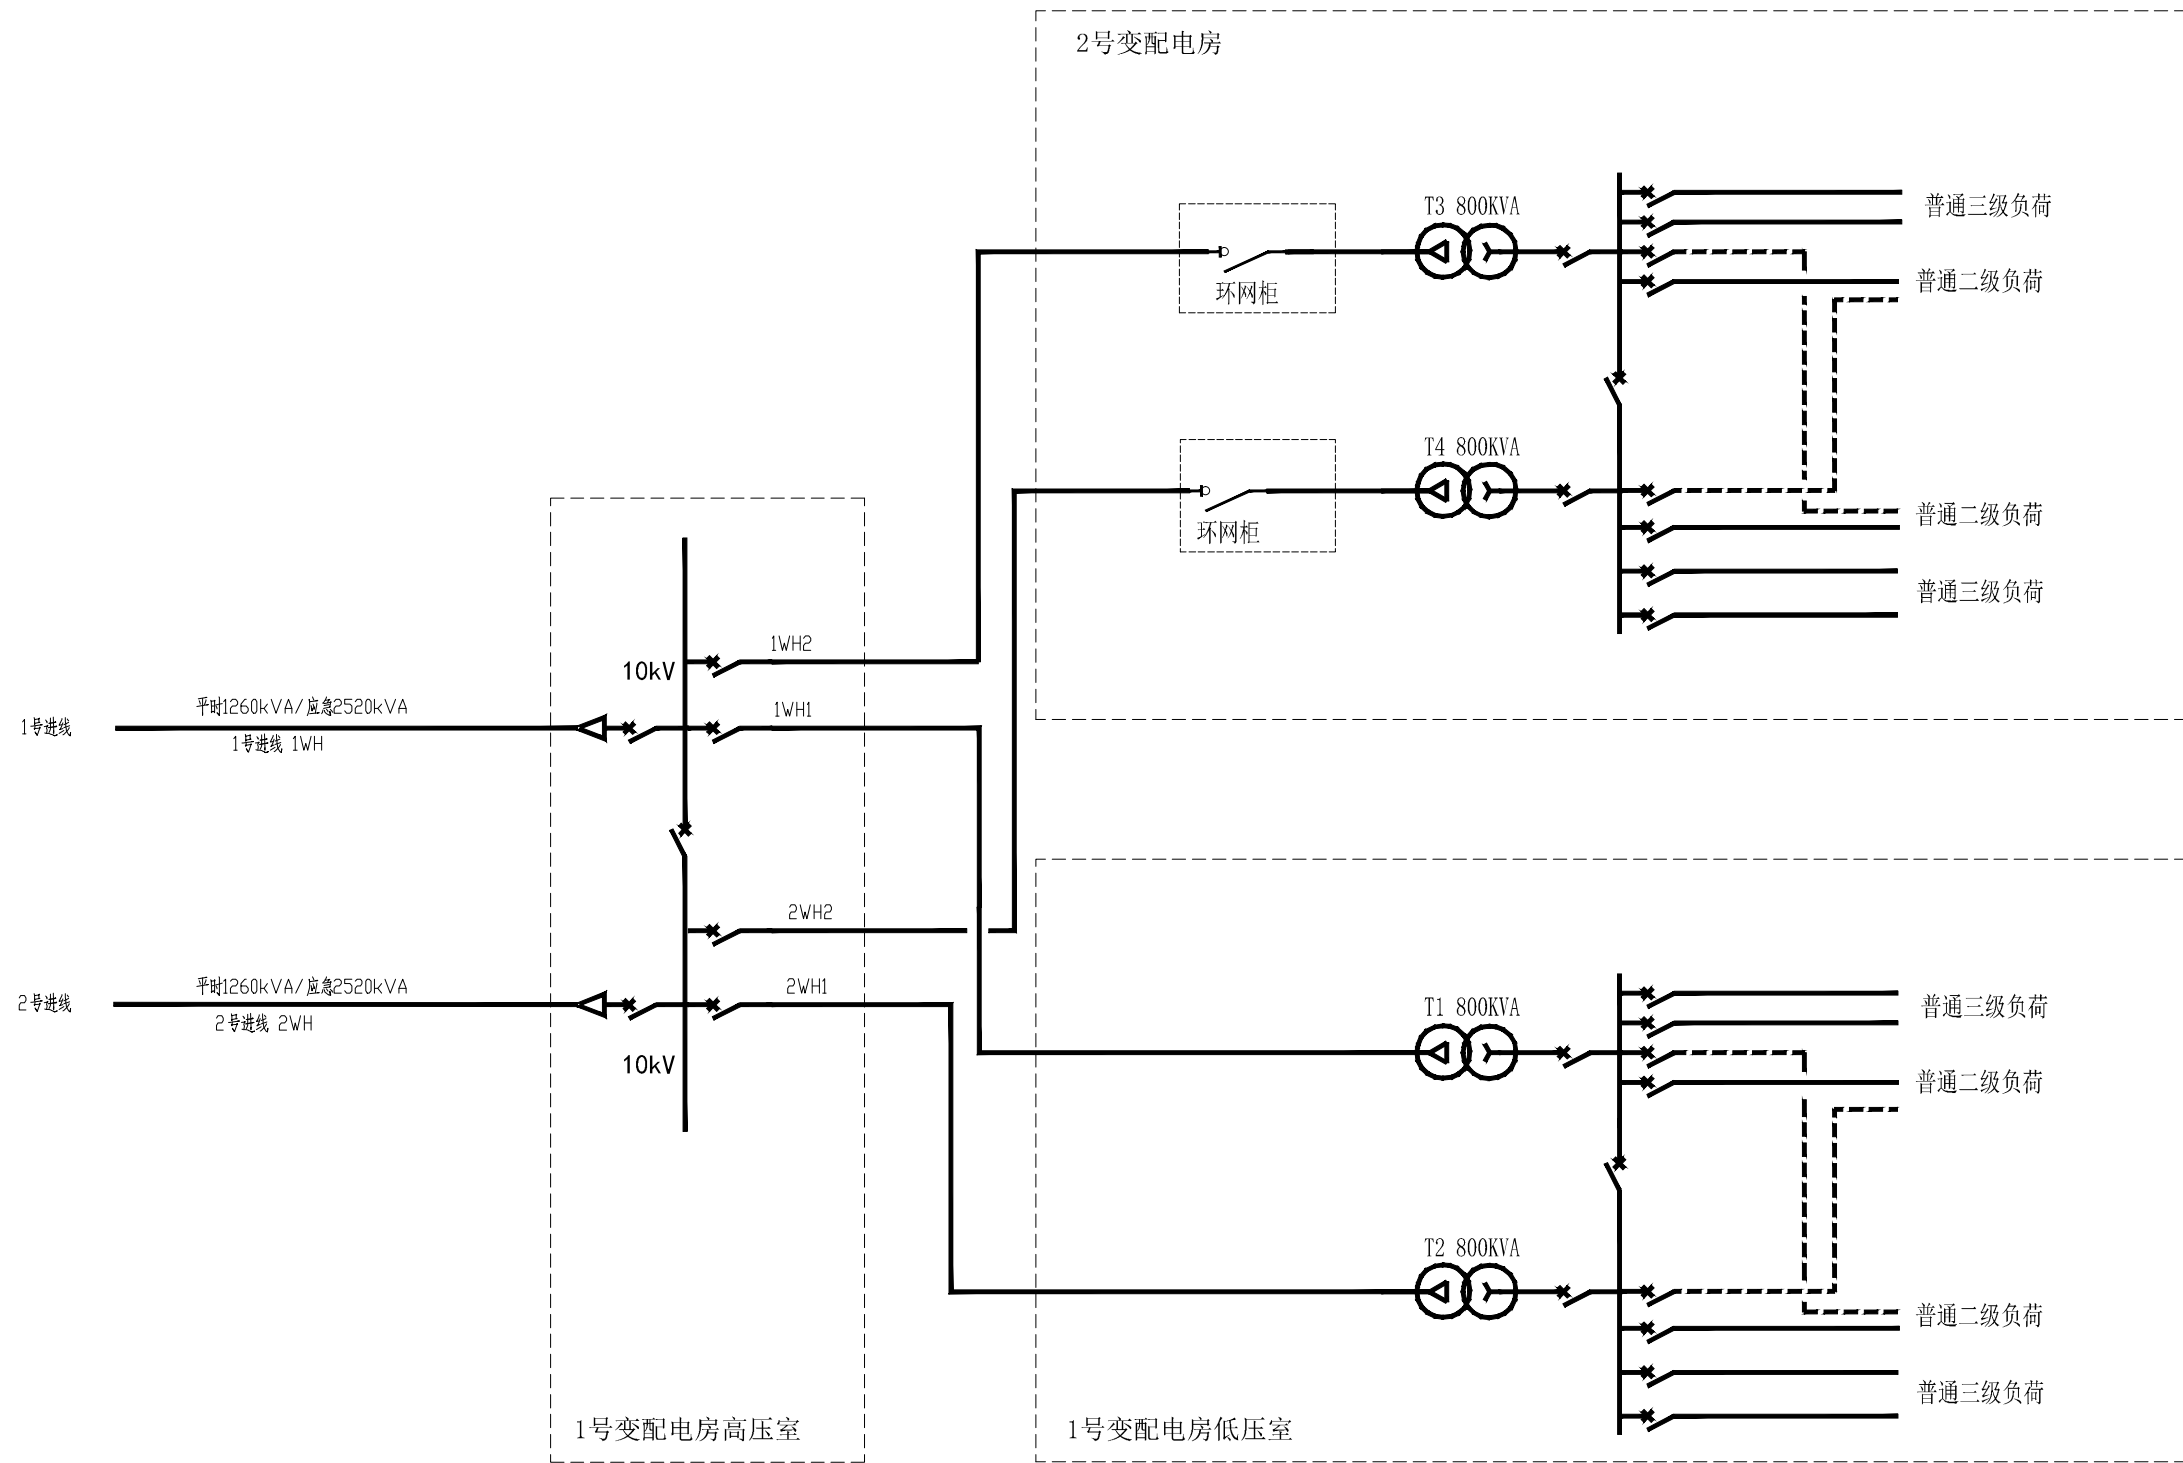 2号变配电房
T3 800KVA
普通三级负荷
环网柜
普通二级负荷
T4 800KVA
环网柜
普通二级负荷
普通三级负荷
1WH2
10kV
平时1260kVA/应急2520kVA
1WH1
1号进线
1号进线 1WH
2WH2
平时1260kVA/应急2520kVA
2WH1
2号进线
2号进线 2WH
10kV
T1 800KVA
普通三级负荷
普通二级负荷
T2 800KVA
普通二级负荷
普通三级负荷
1号变配电房高压室
1号变配电房低压室